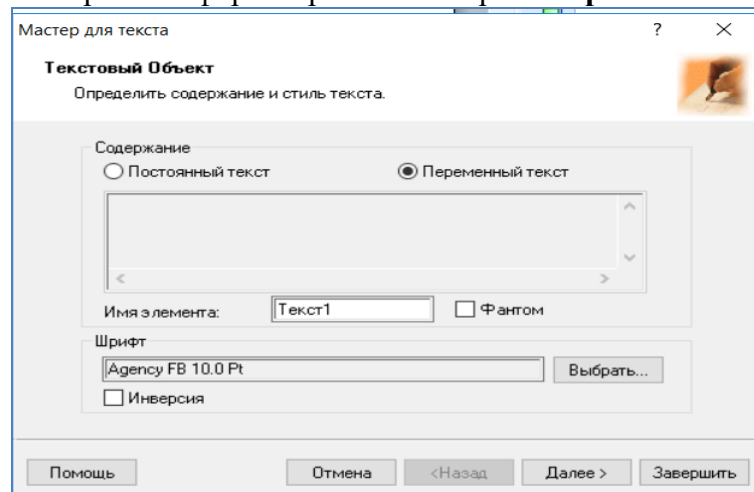 Мастер для текста ?
Текстовый Объект
Определить содержание и стиль текста.
Содержание
Постоянный текст Переменный текст
Имя элемента: Текст1 Фантом
Шрифт
Agency FB 10.0 Pt Выбрать...
Инверсия
Помощь Отмена <Назад Далее > Завершить